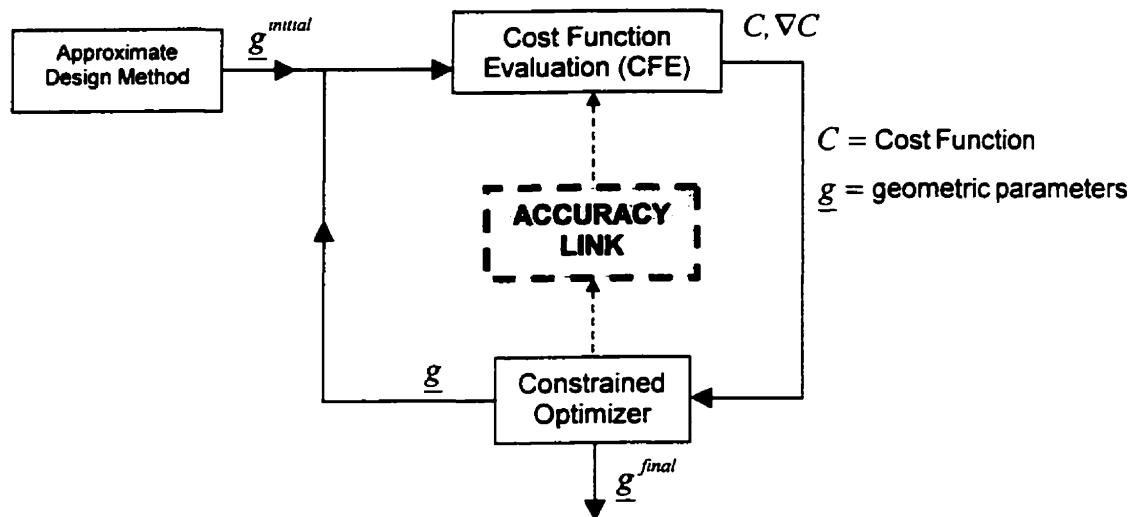 Approximate
Design Method
g^initial
Cost Function
Evaluation (CFE)
C, ∇C
C = Cost Function
g = geometric parameters
ACCURACY
LINK
g
Constrained
Optimizer
g^final